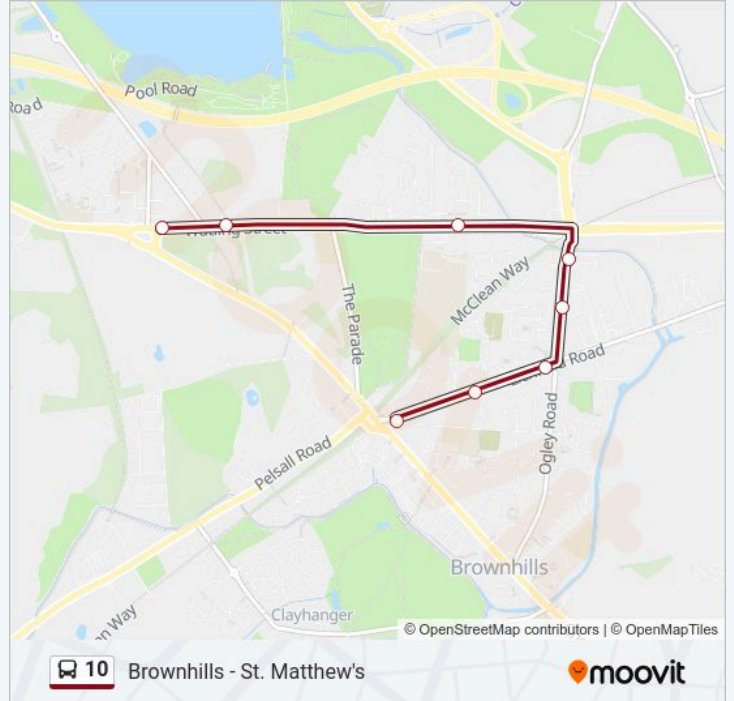 Pool Road
Road
Watling Street
McClean Way
The Parade
Road
Ogley Road
Pelsall Road
Brownhills
Clayhanger
an Way
© OpenStreetMap contributors | © OpenMapTiles
10 Brownhills - St. Matthew's
moovit